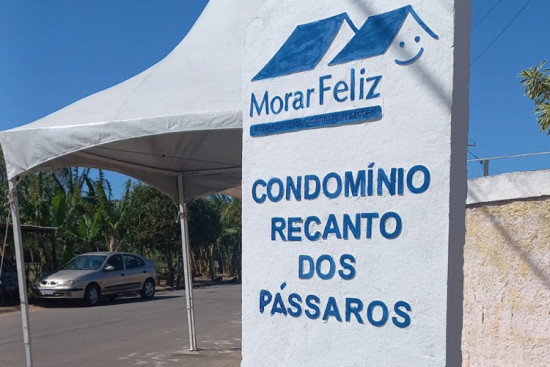 Morar Feliz
CONDOMÍNIO
RECANTO
DOS
PÁSSAROS